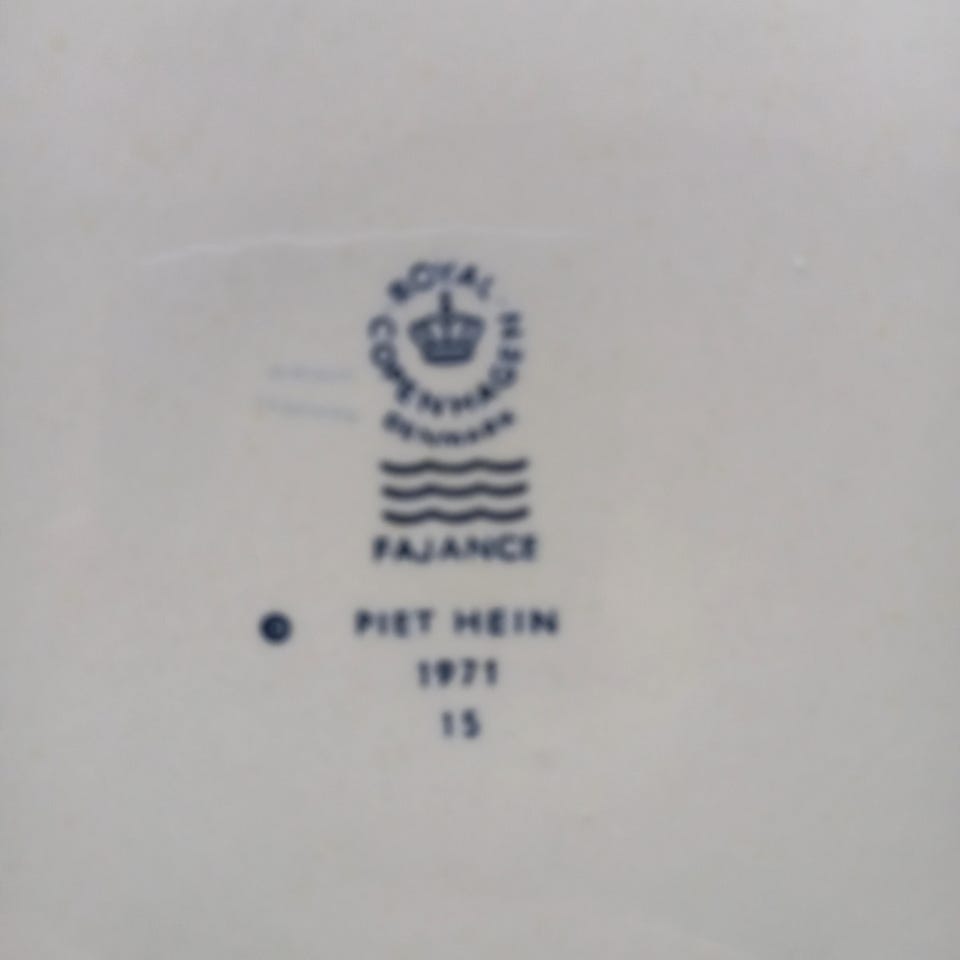 ROYAL
COPENHAGEN
DENMARK
FAJANCE
PIET HEIN
1971
15